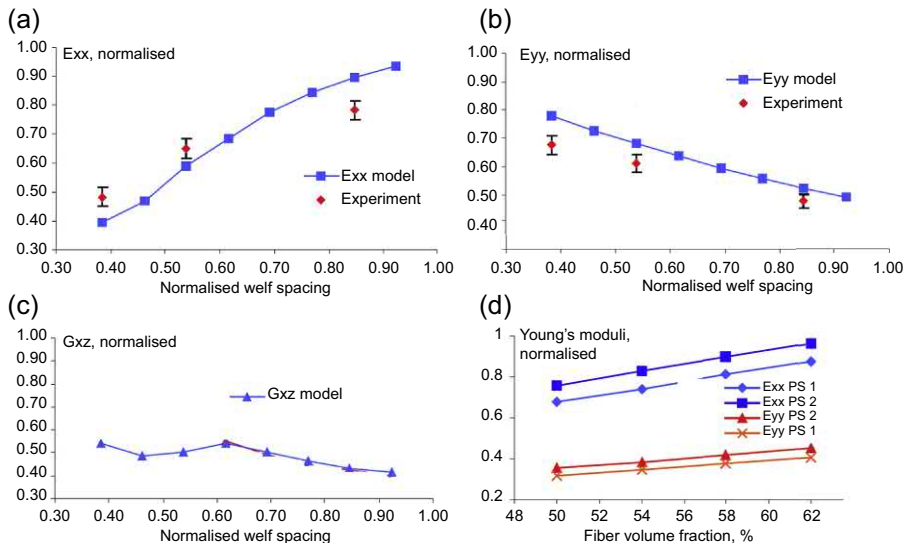 (a)
Exx, normalised
1.00
0.90
0.80
0.70
0.60
0.50
0.40
0.30
Exx model
Experiment
0.30 0.40 0.50 0.60 0.70 0.80 0.90 1.00
Normalised welf spacing
(b)
Eyy, normalised
1.00
0.90
0.80
0.70
0.60
0.50
0.40
Eyy model
Experiment
0.30 0.40 0.50 0.60 0.70 0.80 0.90 1.00
Normalised welf spacing
(c)
Gxz, normalised
1.00
0.90
0.80
0.70
0.60
0.50
0.40
0.30
Gxz model
0.30 0.40 0.50 0.60 0.70 0.80 0.90 1.00
Normalised welf spacing
(d)
Young's moduli,
normalised
1
0.8
0.6
0.4
0.2
Exx PS 1
Exx PS 2
Eyy PS 2
Eyy PS 1
48 50 52 54 56 58 60 62
Fiber volume fraction, %